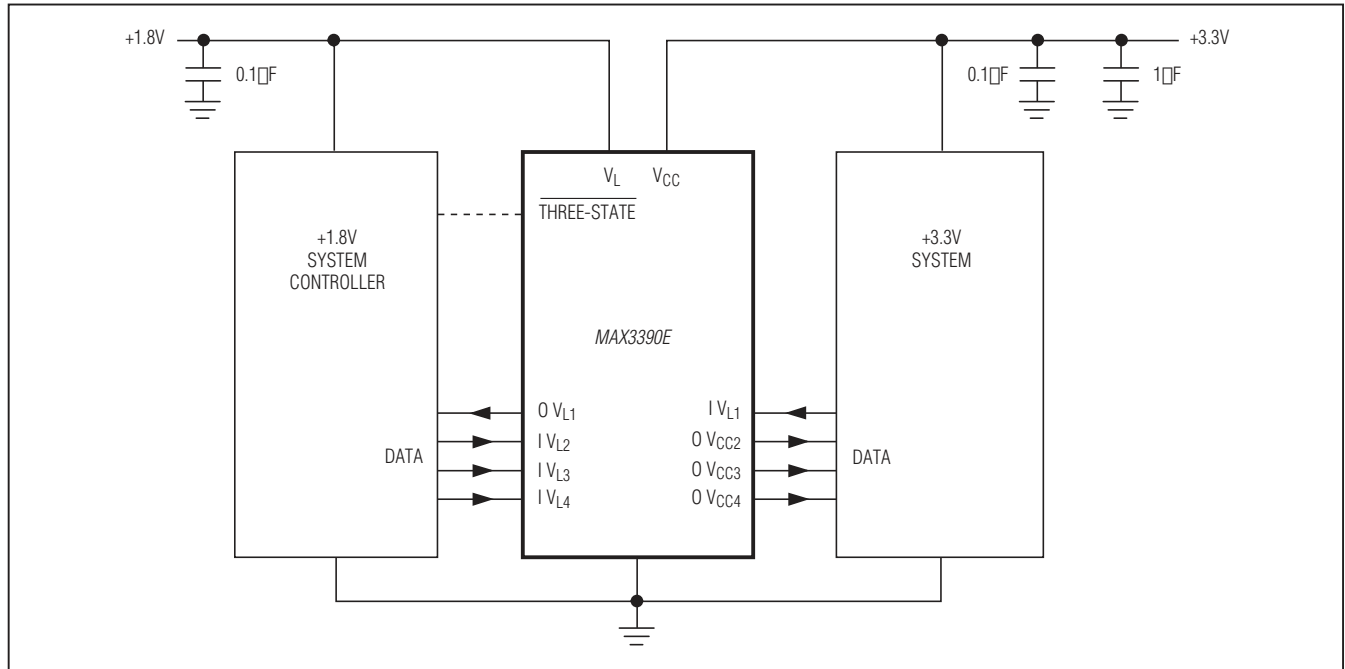 +1.8V
+3.3V
0.1▯F
0.1▯F
1▯F
VL
VCC
THREE-STATE
+1.8V
SYSTEM
CONTROLLER
+3.3V
SYSTEM
MAX3390E
O VL1
I VL1
I VL2
O VCC2
DATA
I VL3
O VCC3
DATA
I VL4
O VCC4